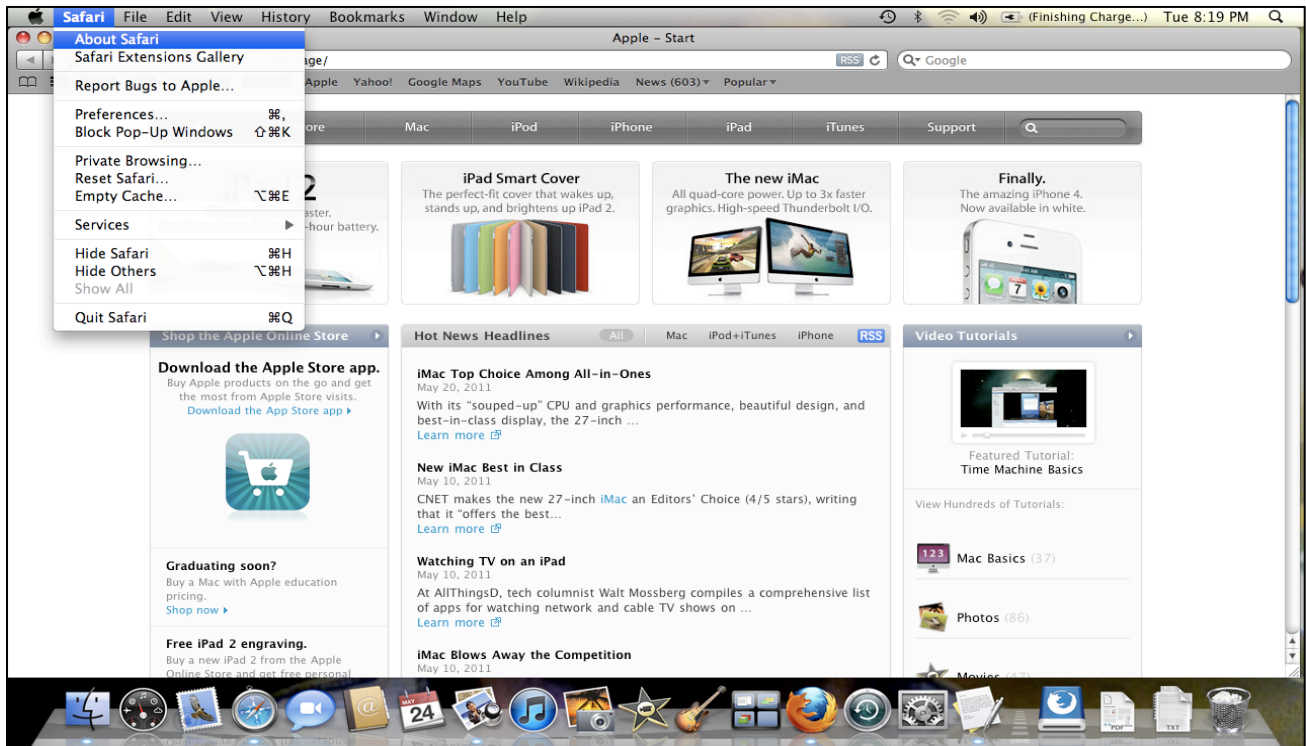 Safari File Edit View History Bookmarks Window Help (Finishing Charge...) Tue 8:19 PM
Apple – Start
About Safari
Safari Extensions Gallery
Report Bugs to Apple...
Preferences... ⌘,
Block Pop-Up Windows ⇧⌘K
Private Browsing...
Reset Safari...
Empty Cache... ⌥⌘E
Services ▶
Hide Safari ⌘H
Hide Others ⌥⌘H
Show All
Quit Safari ⌘Q
RSS
Google
Apple Yahoo! Google Maps YouTube Wikipedia News (603) Popular
Mac iPod iPhone iPad iTunes Support
2
-hour battery.
iPad Smart Cover
The perfect-fit cover that wakes up,
stands up, and brightens up iPad 2.
The new iMac
All quad-core power. Up to 3x faster
graphics. High-speed Thunderbolt I/O.
Finally.
The amazing iPhone 4.
Now available in white.
Shop the Apple Online Store
Download the Apple Store app.
Buy Apple products on the go and get
the most from Apple Store visits.
Download the App Store app
Graduating soon?
Buy a Mac with Apple education
pricing.
Shop now
Free iPad 2 engraving.
Buy a new iPad 2 from the Apple
Online Store and get free personal
Hot News Headlines All Mac iPod+iTunes iPhone RSS
iMac Top Choice Among All-in-Ones
May 20, 2011
With its “souped-up” CPU and graphics performance, beautiful design, and
best-in-class display, the 27-inch ...
Learn more
New iMac Best in Class
May 10, 2011
CNET makes the new 27-inch iMac an Editors’ Choice (4/5 stars), writing
that it “offers the best...
Learn more
Watching TV on an iPad
May 10, 2011
At AllThingsD, tech columnist Walt Mossberg compiles a comprehensive list
of apps for watching network and cable TV shows on ...
Learn more
iMac Blows Away the Competition
May 10, 2011
Video Tutorials
Featured Tutorial:
Time Machine Basics
View Hundreds of Tutorials:
123
Mac Basics (37)
Photos (86)
Movies (47)
MAY
24
PDF
TXT